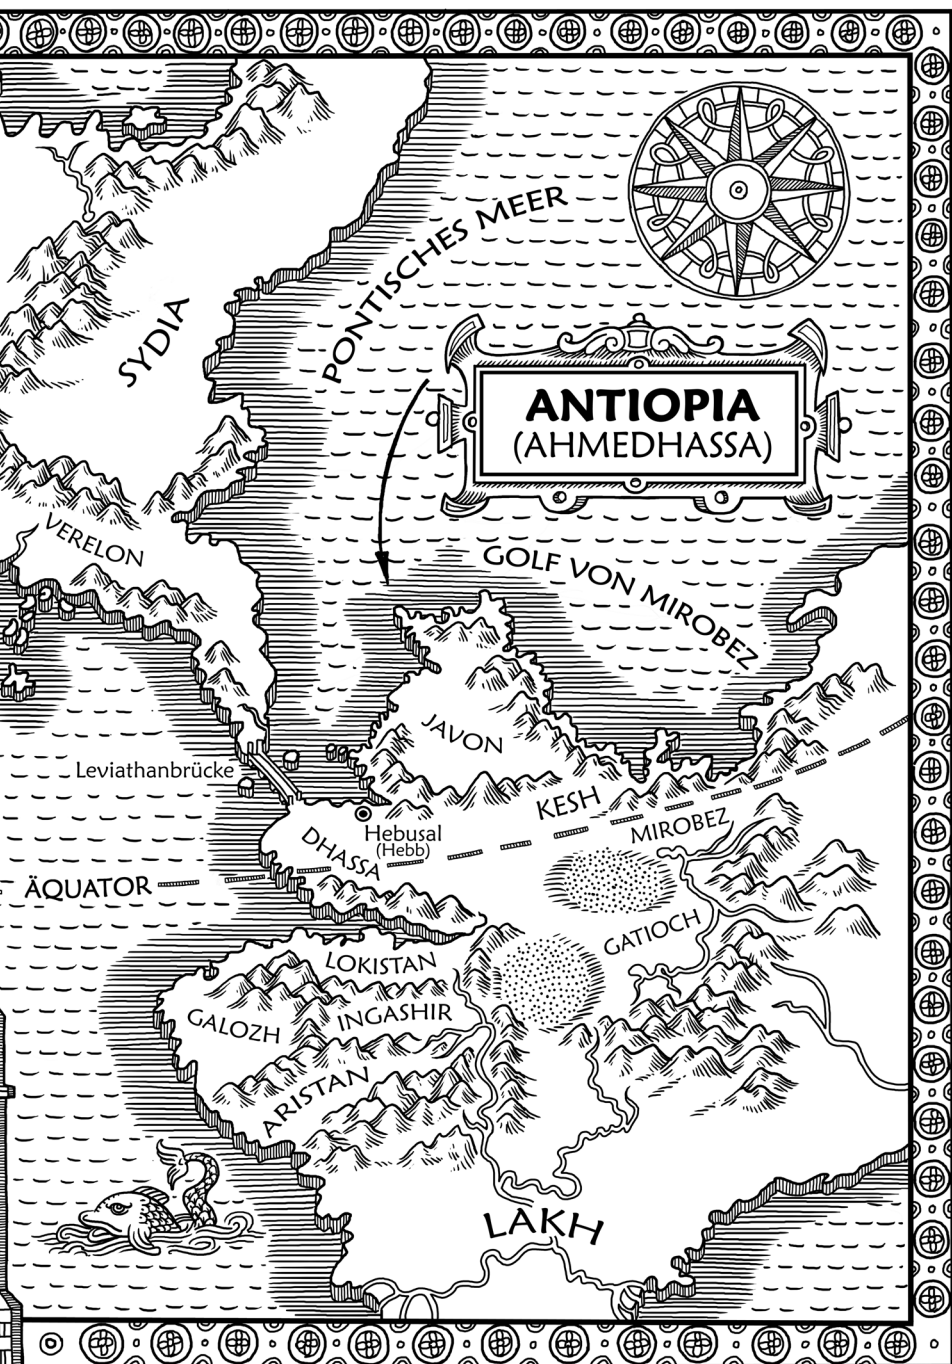 PONTISCHES MEER
SYDIA
ANTIOPIA
(AHMEDHASSA)
VERELON
GOLF VON MIROBEZ
JAVON
Leviathanbrücke
KESH
Hebusal
(Hebb)
MIROBEZ
DHASSA
ÄQUATOR
GATIOCH
LOKISTAN
GALOZH
INGASHIR
ARISTAN
LAKH